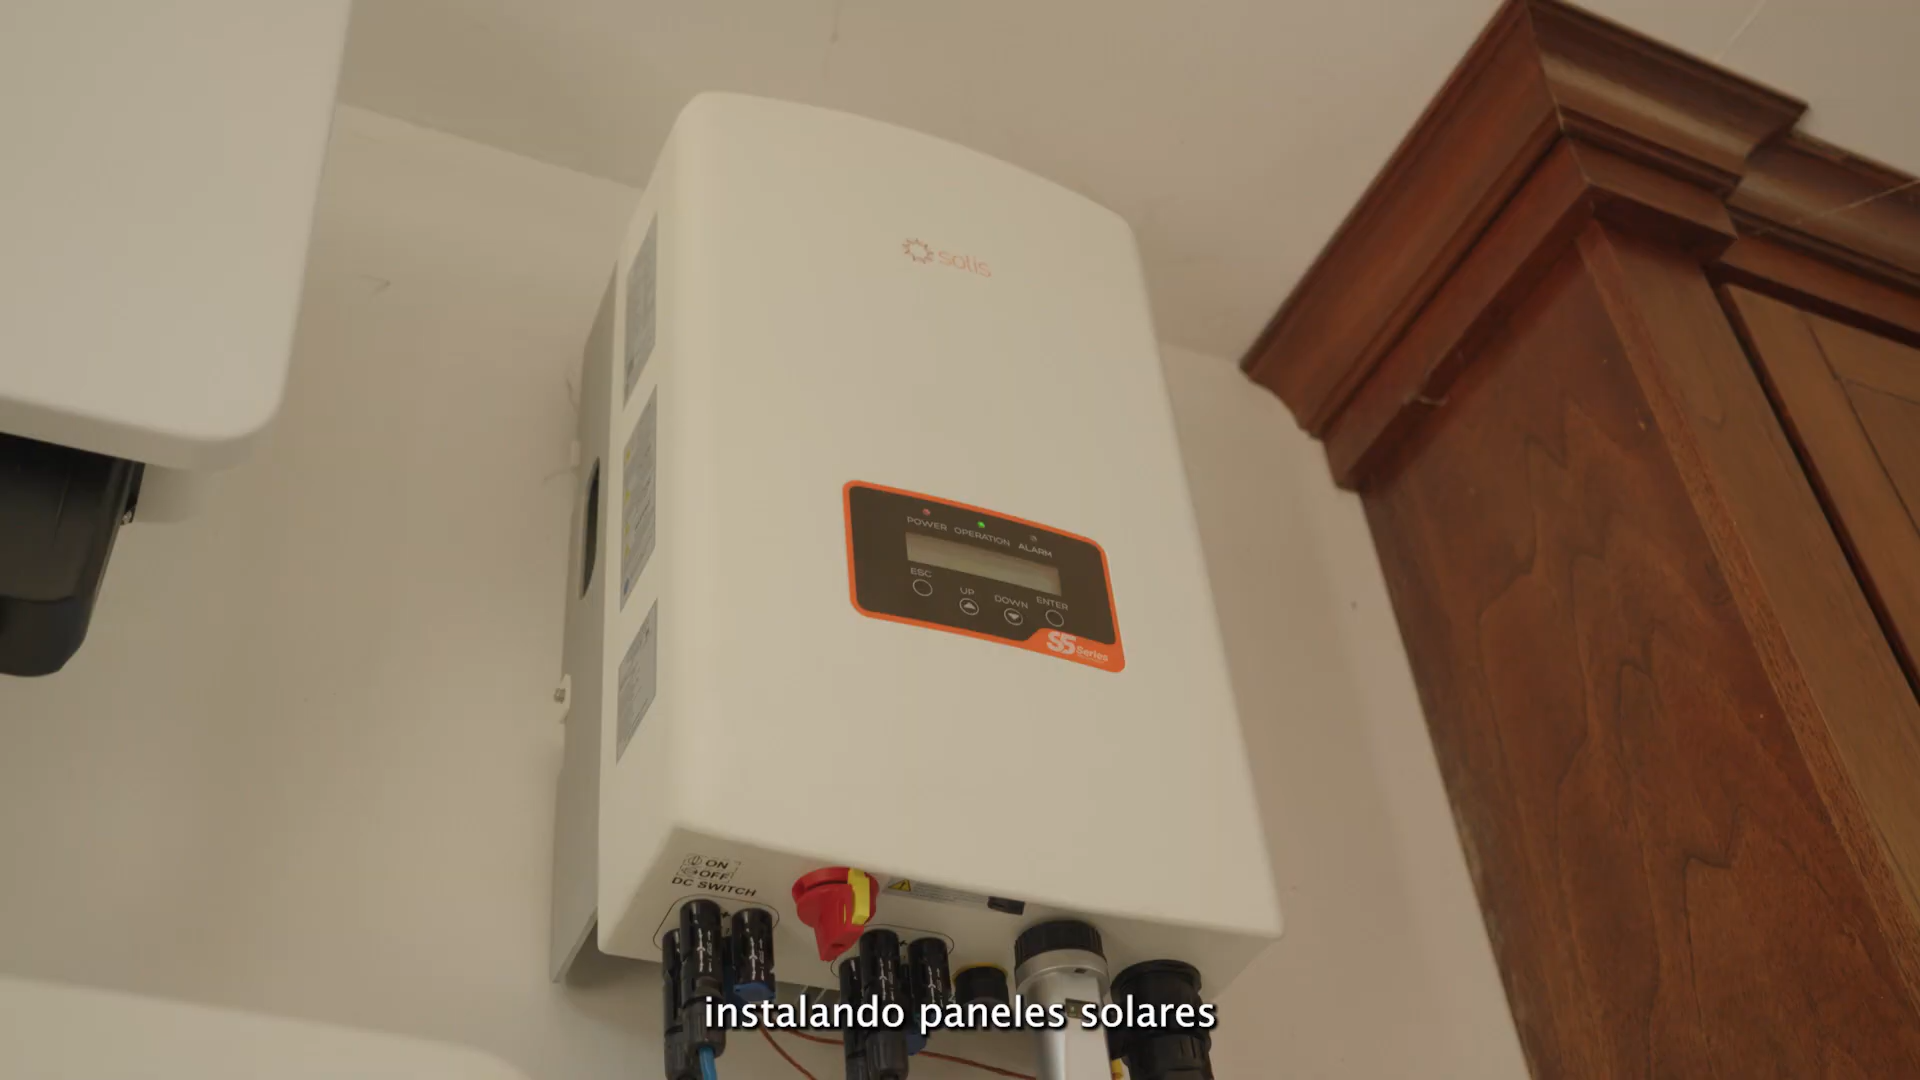 solis
POWER OPERATION ALARM
ESC UP DOWN ENTER
S5 Series
ON
OFF
DC SWITCH
instalando paneles solares